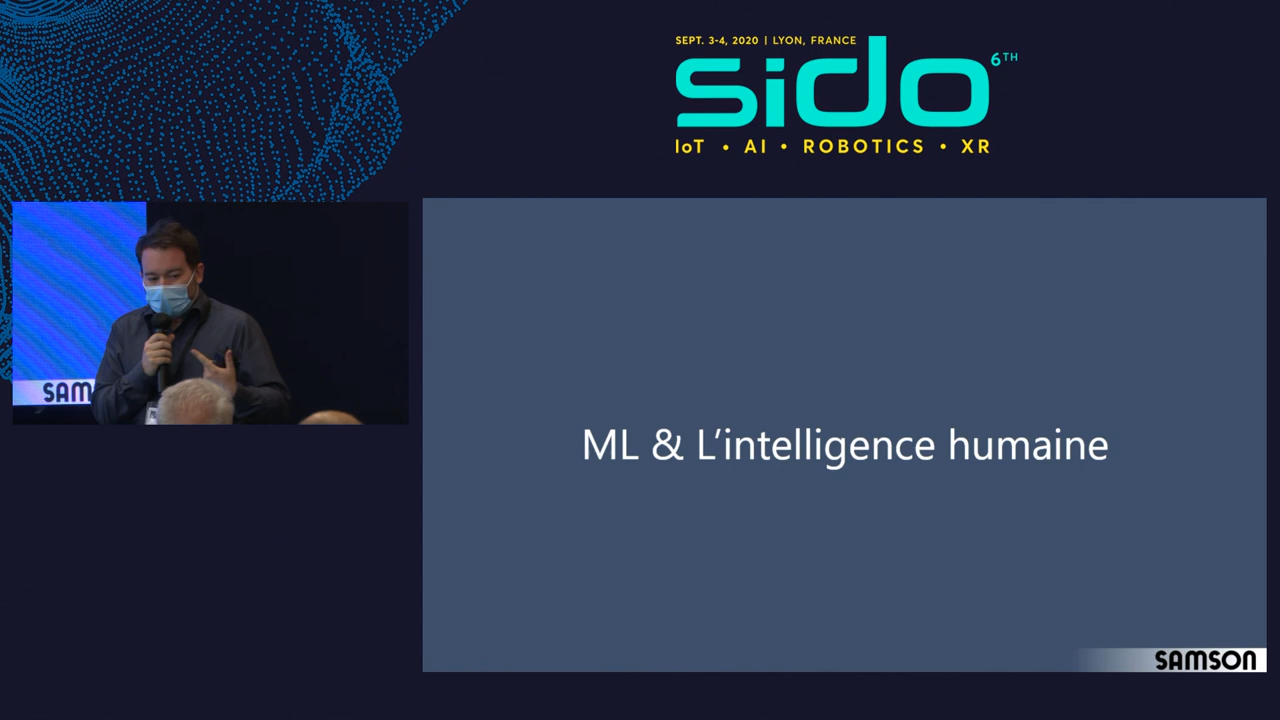 SEPT. 3-4, 2020 | LYON, FRANCE
sido 6TH
IoT • AI • ROBOTICS • XR
SAM
ML & L'intelligence humaine
SAMSON